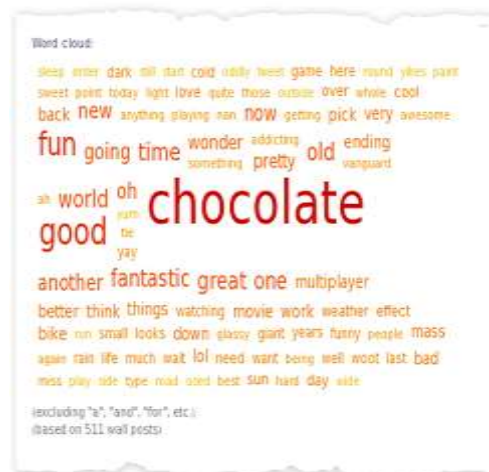 Word cloud:
sleep enter dark still start cold oddly tweet game here round yikes paint
sweet point today light love quite those outside over whole cool
back new anything playing nan now getting pick very awesome
fun going time wonder addicting pretty old ending
something vanguard
ah world oh chocolate
yum
good tie
yay
another fantastic great one multiplayer
better think things watching movie work weather effect
bike run small looks down glassy giant years funny people mass
again rain life much wait lol need want being well woot last bad
miss play side type mad used best sun hard day wide
(excluding "a", "and", "for", etc.)
(based on 511 wall posts)